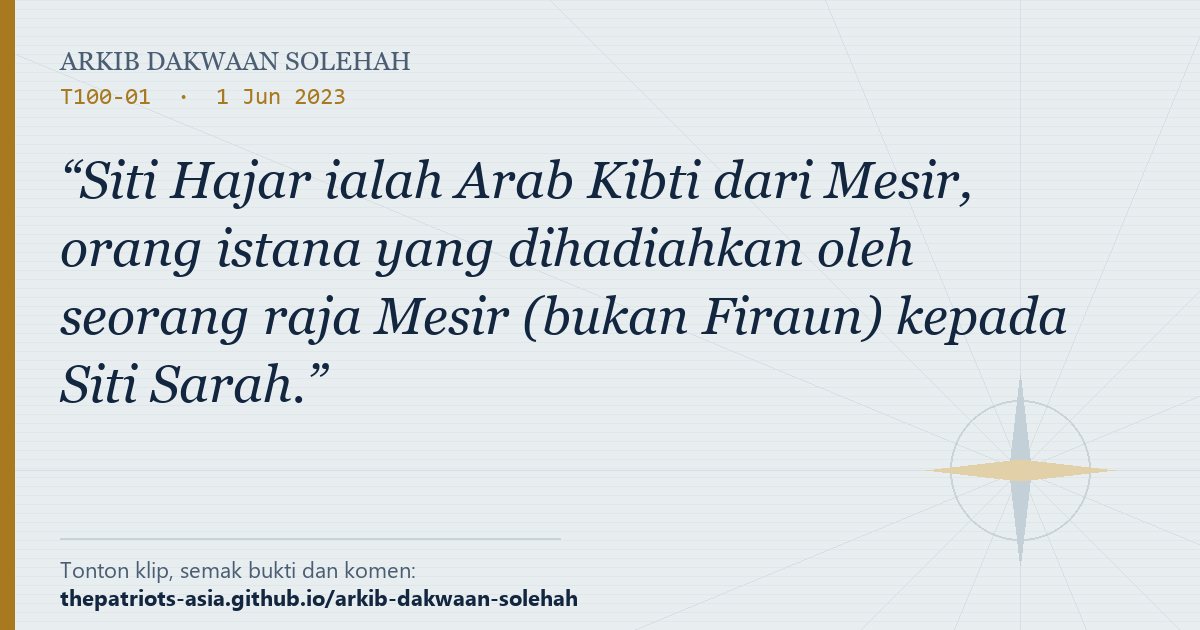 ARKIB DAKWAAN SOLEHAH
T100-01 · 1 Jun 2023
“Siti Hajar ialah Arab Kibti dari Mesir,
orang istana yang dihadiahkan oleh
seorang raja Mesir (bukan Firaun) kepada
Siti Sarah.”
Tonton klip, semak bukti dan komen:
thepatriots-asia.github.io/arkib-dakwaan-solehah